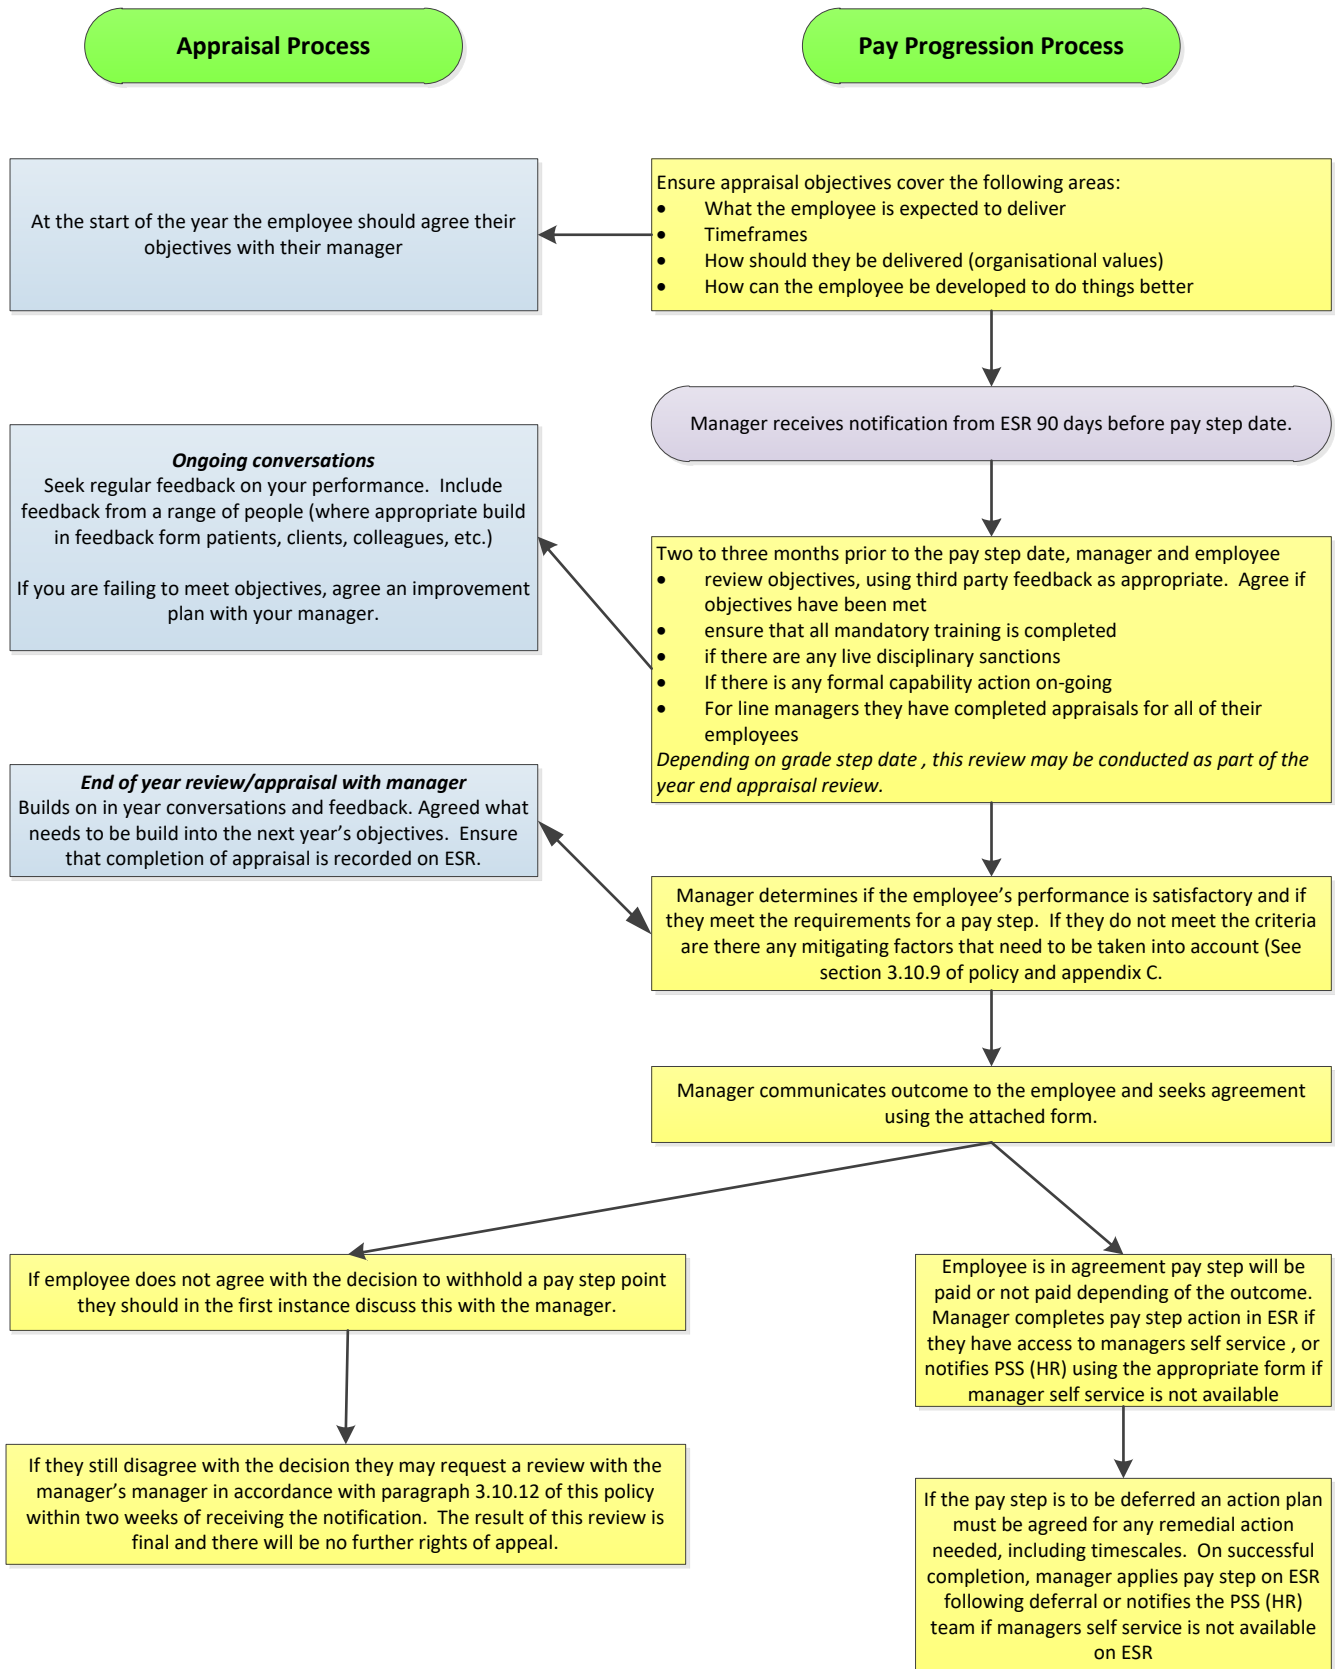 Appraisal Process
Pay Progression Process
At the start of the year the employee should agree their
objectives with their manager
Ensure appraisal objectives cover the following areas:
• What the employee is expected to deliver
• Timeframes
• How should they be delivered (organisational values)
• How can the employee be developed to do things better
Manager receives notification from ESR 90 days before pay step date.
Ongoing conversations
Seek regular feedback on your performance.  Include
feedback from a range of people (where appropriate build
in feedback form patients, clients, colleagues, etc.)
If you are failing to meet objectives, agree an improvement
plan with your manager.
Two to three months prior to the pay step date, manager and employee
• review objectives, using third party feedback as appropriate.  Agree if
objectives have been met
• ensure that all mandatory training is completed
• if there are any live disciplinary sanctions
• If there is any formal capability action on-going
• For line managers they have completed appraisals for all of their
employees
Depending on grade step date , this review may be conducted as part of the
year end appraisal review.
End of year review/appraisal with manager
Builds on in year conversations and feedback. Agreed what
needs to be build into the next year’s objectives.  Ensure
that completion of appraisal is recorded on ESR.
Manager determines if the employee’s performance is satisfactory and if
they meet the requirements for a pay step.  If they do not meet the criteria
are there any mitigating factors that need to be taken into account (See
section 3.10.9 of policy and appendix C.
Manager communicates outcome to the employee and seeks agreement
using the attached form.
If employee does not agree with the decision to withhold a pay step point
they should in the first instance discuss this with the manager.
Employee is in agreement pay step will be
paid or not paid depending of the outcome.
Manager completes pay step action in ESR if
they have access to managers self service , or
notifies PSS (HR) using the appropriate form if
manager self service is not available
If they still disagree with the decision they may request a review with the
manager’s manager in accordance with paragraph 3.10.12 of this policy
within two weeks of receiving the notification.  The result of this review is
final and there will be no further rights of appeal.
If the pay step is to be deferred an action plan
must be agreed for any remedial action
needed, including timescales.  On successful
completion, manager applies pay step on ESR
following deferral or notifies the PSS (HR)
team if managers self service is not available
on ESR